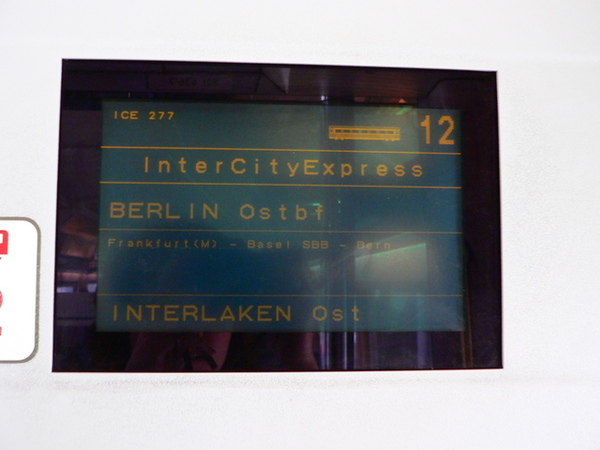 ICE 277
12
InterCityExpress
BERLIN Ostbf
Frankfurt(M) - Basel SBB - Bern
INTERLAKEN Ost